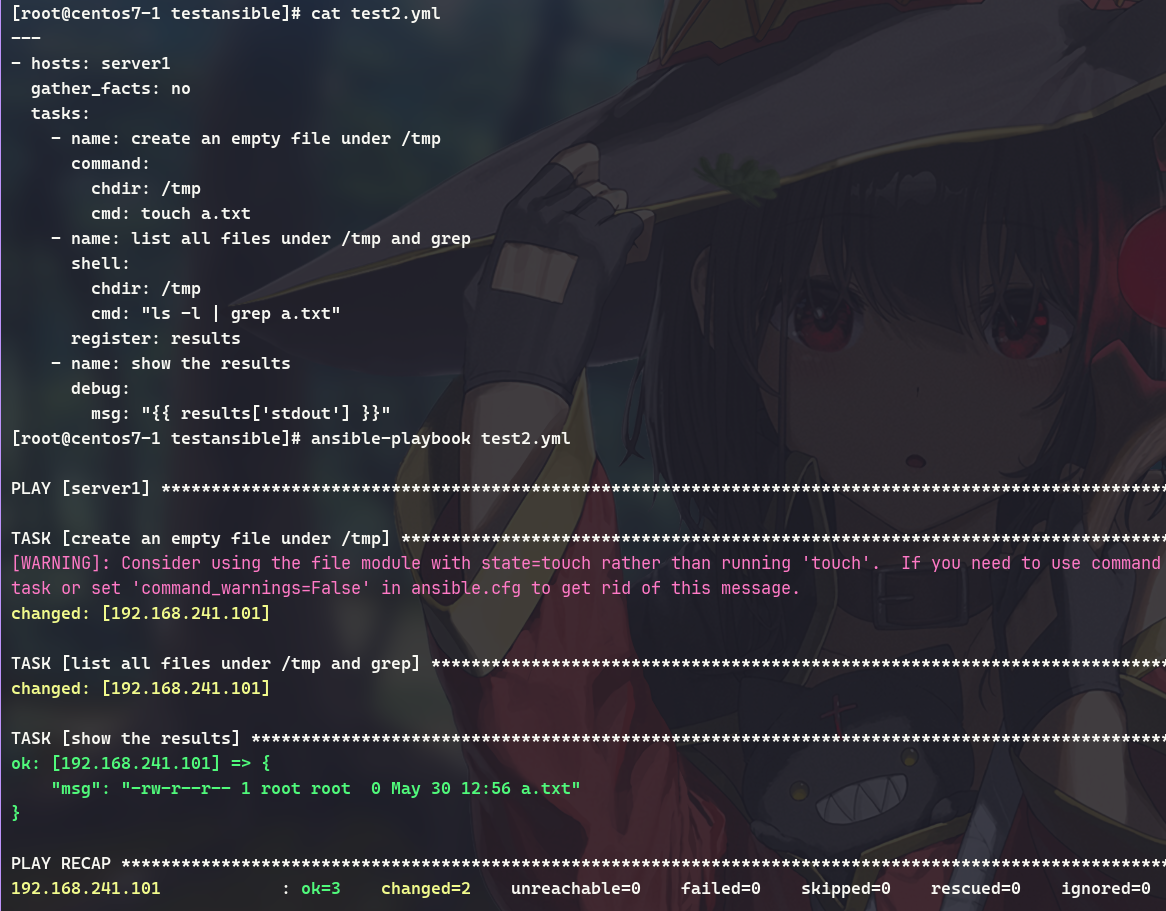 [root@centos7-1 testansible]# cat test2.yml
---
- hosts: server1
  gather_facts: no
  tasks:
    - name: create an empty file under /tmp
      command:
        chdir: /tmp
        cmd: touch a.txt
    - name: list all files under /tmp and grep
      shell:
        chdir: /tmp
        cmd: "ls -l | grep a.txt"
      register: results
    - name: show the results
      debug:
        msg: "{{ results['stdout'] }}"
[root@centos7-1 testansible]# ansible-playbook test2.yml
PLAY [server1] *****************************************************************************************************
TASK [create an empty file under /tmp] *****************************************************************************
[WARNING]: Consider using the file module with state=touch rather than running 'touch'.  If you need to use command
task or set 'command_warnings=False' in ansible.cfg to get rid of this message.
changed: [192.168.241.101]
TASK [list all files under /tmp and grep] **************************************************************************
changed: [192.168.241.101]
TASK [show the results] ********************************************************************************************
ok: [192.168.241.101] => {
    "msg": "-rw-r--r-- 1 root root  0 May 30 12:56 a.txt"
}
PLAY RECAP *********************************************************************************************************
192.168.241.101            : ok=3    changed=2    unreachable=0    failed=0    skipped=0    rescued=0    ignored=0